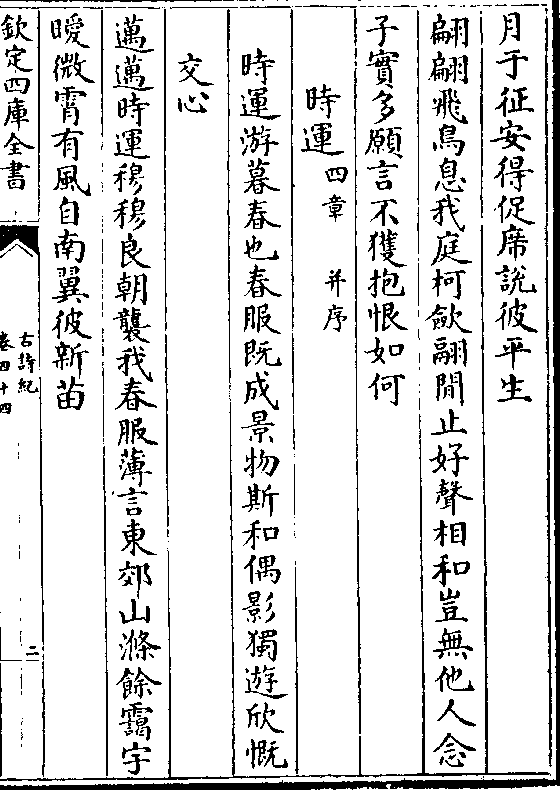 月于征安得促席說彼平生
翩翩飛鳥息我庭柯歛翮閒止好聲相和豈無他人念
子實多願言不獲抱恨如何
時運四章 并序
時運游暮春也春服既成景物斯和偶影獨遊欣慨
交心
邁邁時運穆穆良朝襲我春服薄言東郊山滌餘靄宇
曖微霄有風自南翼彼新苗
欽定四庫全書
古詩紀
卷四十四
二